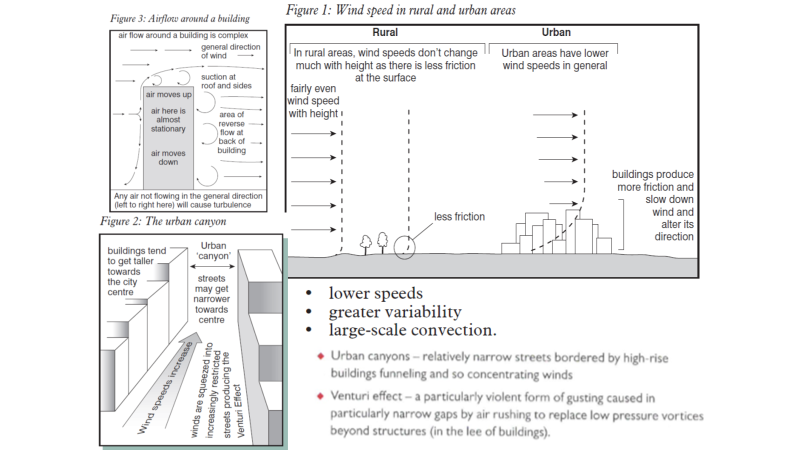 Figure 3: Airflow around a building
air flow around a building is complex
general direction
of wind
suction at
roof and sides
air moves up
air here is
almost
stationary
area of
reverse
flow at
back of
building
air moves
down
Any air not flowing in the general direction
(left to right here) will cause turbulence
Figure 2: The urban canyon
buildings tend
to get taller
towards
the city
centre
Urban
'canyon'
streets
may get
narrower
towards
centre
Wind speeds increase
winds are squeezed into
increasingly restricted
streets producing the
Venturi Effect
Figure 1: Wind speed in rural and urban areas
Rural
In rural areas, wind speeds don't change
much with height as there is less friction
at the surface
fairly even
wind speed
with height
less friction
Urban
Urban areas have lower
wind speeds in general
buildings produce
more friction and
slow down
wind and
alter its
direction
• lower speeds
• greater variability
• large-scale convection.
◆ Urban canyons – relatively narrow streets bordered by high-rise
buildings funneling and so concentrating winds
◆ Venturi effect – a particularly violent form of gusting caused in
particularly narrow gaps by air rushing to replace low pressure vortices
beyond structures (in the lee of buildings).